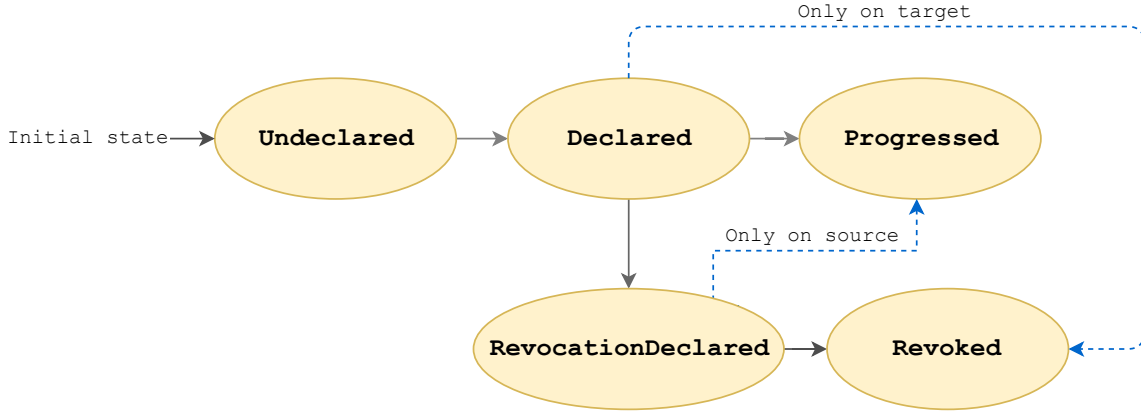 Only on target
Initial state
Undeclared
Declared
Progressed
Only on source
RevocationDeclared
Revoked